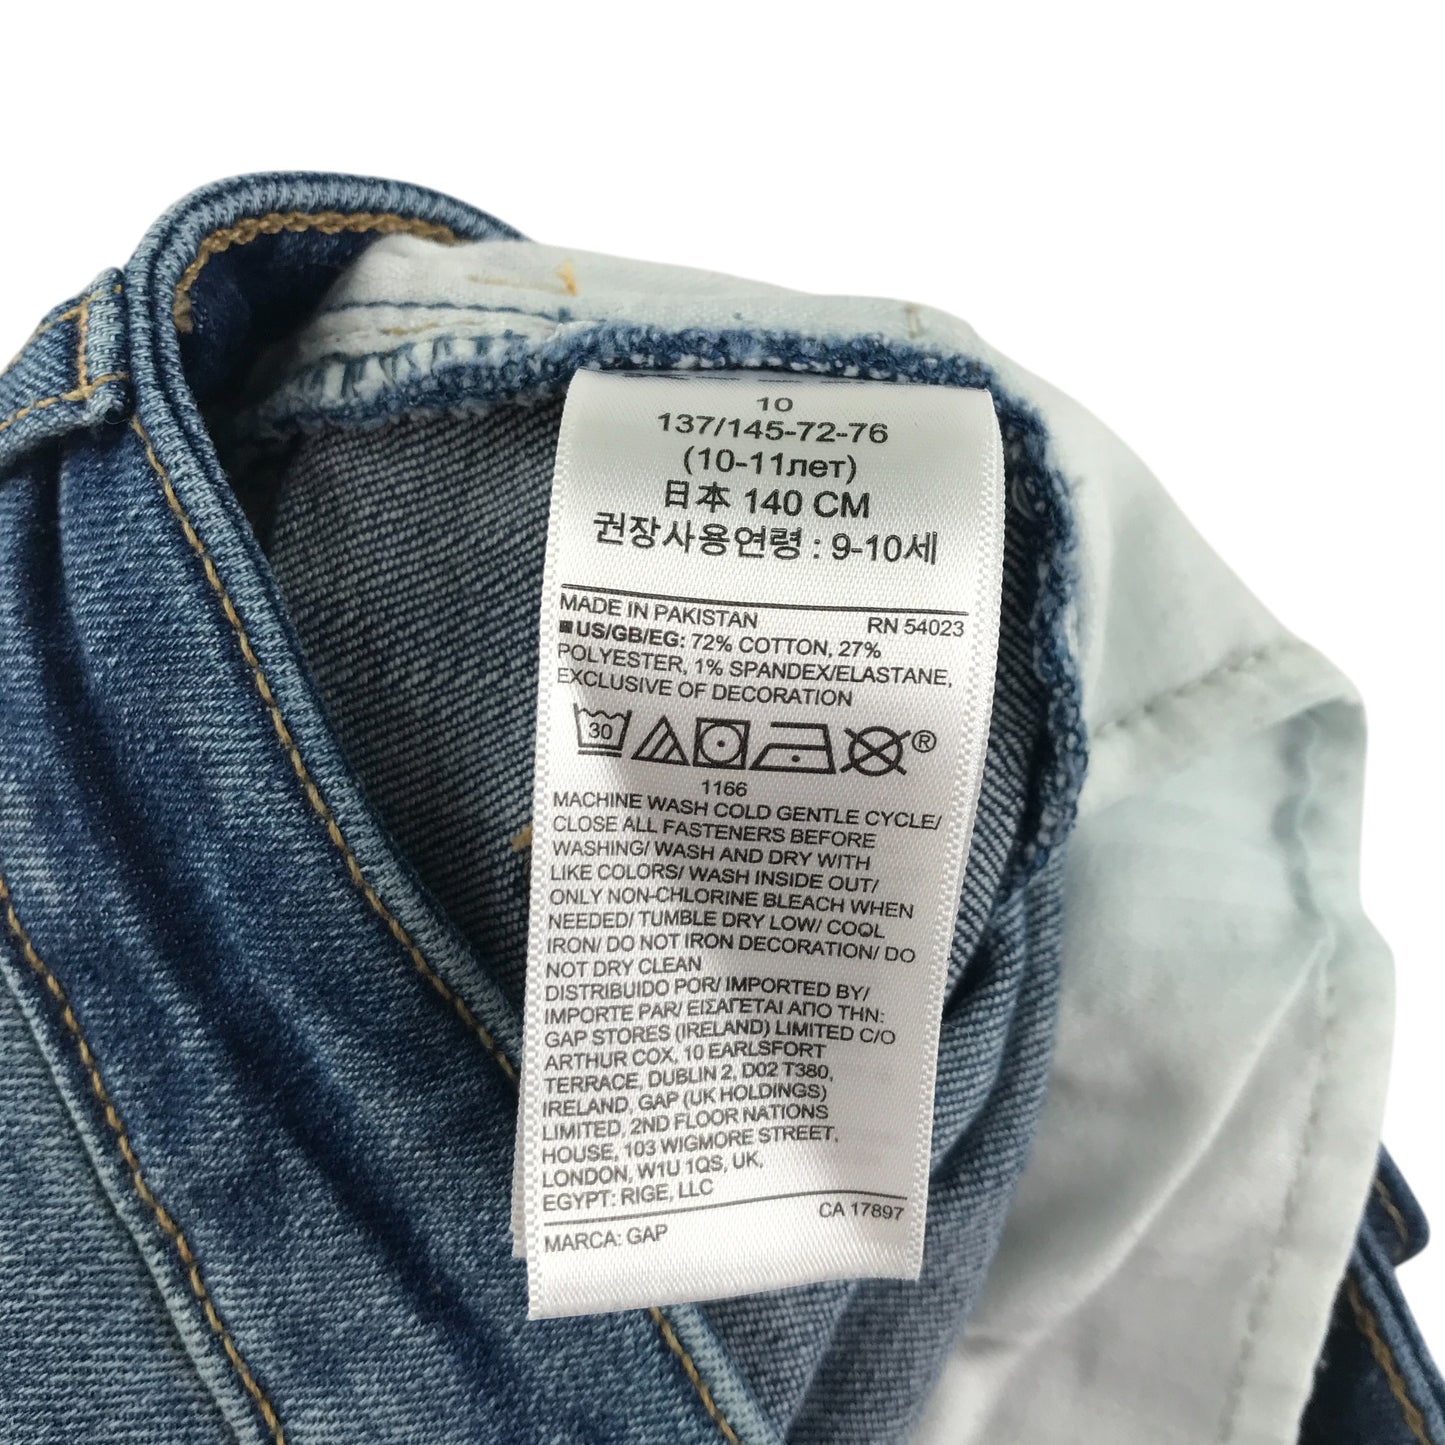 10
137/145-72-76
(10-11лет)
日本 140 CM
권장사용연령 : 9-10세
MADE IN PAKISTAN RN 54023
■US/GB/EG: 72% COTTON, 27%
POLYESTER, 1% SPANDEX/ELASTANE,
EXCLUSIVE OF DECORATION
30 ®
1166
MACHINE WASH COLD GENTLE CYCLE/
CLOSE ALL FASTENERS BEFORE
WASHING/ WASH AND DRY WITH
LIKE COLORS/ WASH INSIDE OUT/
ONLY NON-CHLORINE BLEACH WHEN
NEEDED/ TUMBLE DRY LOW/ COOL
IRON/ DO NOT IRON DECORATION/ DO
NOT DRY CLEAN
DISTRIBUIDO POR/ IMPORTED BY/
IMPORTE PAR/ ΕΙΣΑΓΕΤΑΙ ΑΠΟ ΤΗΝ:
GAP STORES (IRELAND) LIMITED C/O
ARTHUR COX, 10 EARLSFORT
TERRACE, DUBLIN 2, D02 T380,
IRELAND, GAP (UK HOLDINGS)
LIMITED, 2ND FLOOR NATIONS
HOUSE, 103 WIGMORE STREET,
LONDON, W1U 1QS, UK,
EGYPT: RIGE, LLC
CA 17897
MARCA: GAP